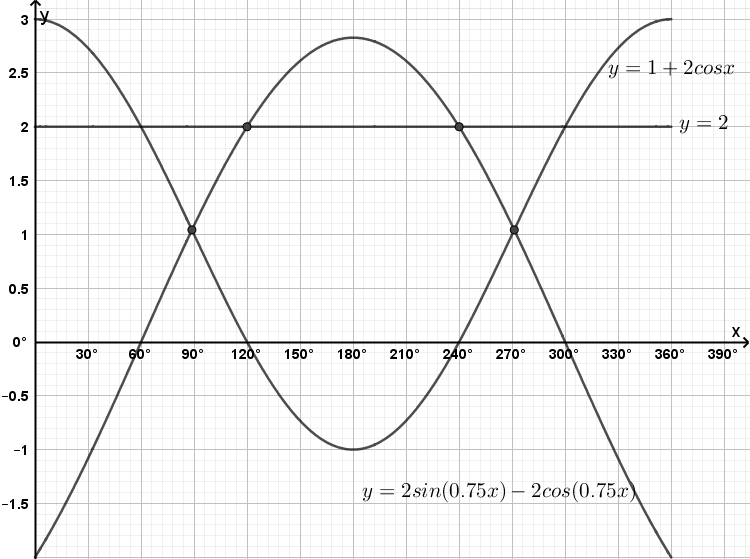 y
3
y = 1 + 2cosx
2.5
y = 2
2
1.5
1
0.5
x
0°
30° 60° 90° 120° 150° 180° 210° 240° 270° 300° 330° 360° 390°
−0.5
−1
y = 2sin(0.75x) − 2cos(0.75x)
−1.5